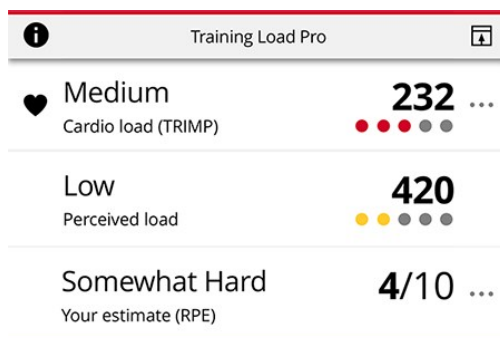 Training Load Pro
Medium 232
Cardio load (TRIMP)
Low 420
Perceived load
Somewhat Hard 4/10
Your estimate (RPE)